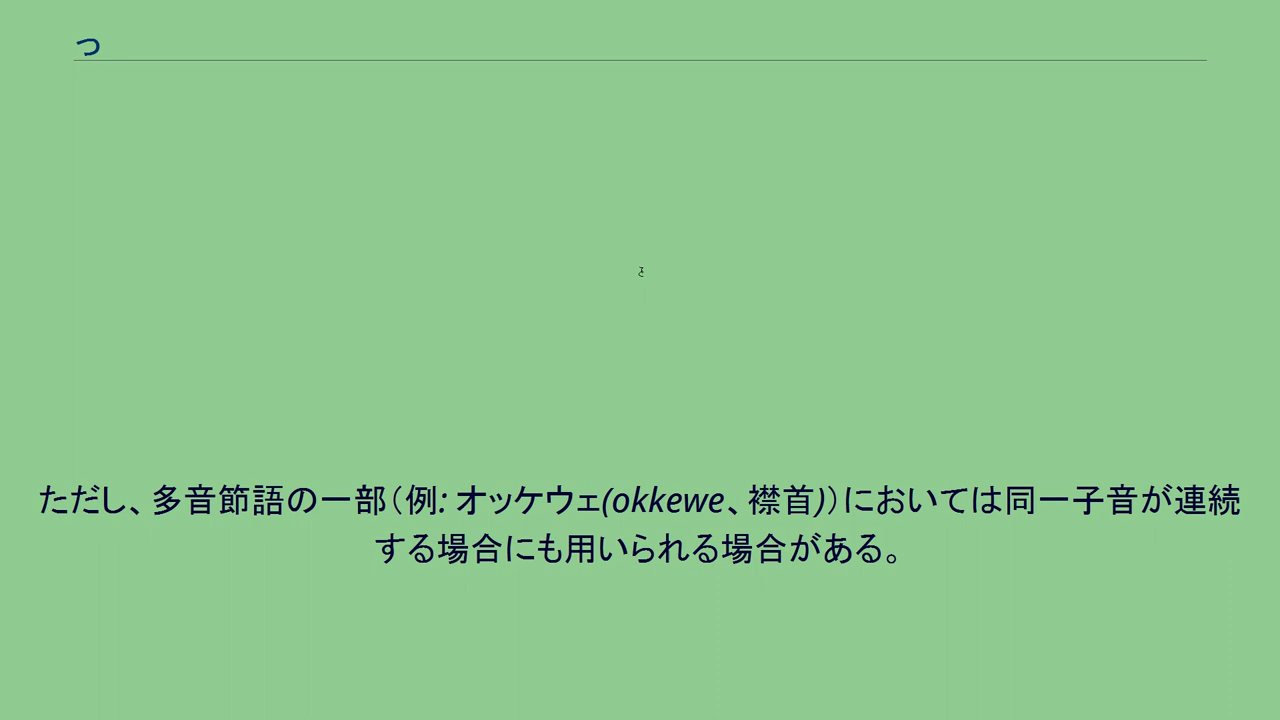 つ
ただし、多音節語の一部（例: オッケウェ(okkewe、襟首)）においては同一子音が連続
する場合にも用いられる場合がある。